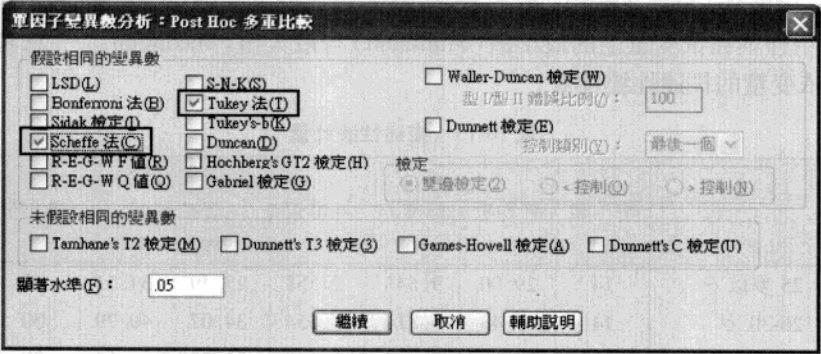 單因子變異數分析：Post Hoc 多重比較
假設相同的變異數
LSD(L)
S-N-K(S)
Waller-Duncan 檢定(W)
Bonferroni 法(B)
Tukey 法(T)
型 I/型 II 錯誤比例(I)： 100
Sidak 檢定(I)
Tukey's-b(K)
Dunnett 檢定(E)
Scheffe 法(C)
Duncan(D)
控制類別(Y)： 最後一個
R-E-G-W F 值(R)
Hochberg's GT2 檢定(H)
檢定
R-E-G-W Q 值(Q)
Gabriel 檢定(G)
雙邊檢定(2)
< 控制(O)
> 控制(N)
未假設相同的變異數
Tamhane's T2 檢定(M)
Dunnett's T3 檢定(3)
Games-Howell 檢定(A)
Dunnett's C 檢定(U)
顯著水準(F)： .05
繼續
取消
輔助說明